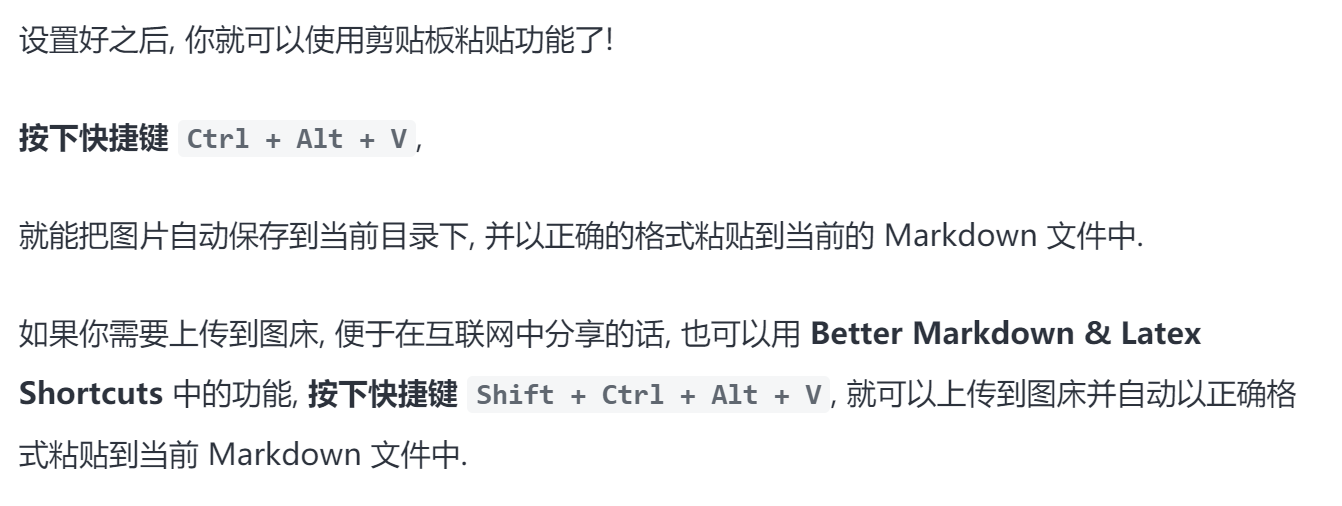 设置好之后, 你就可以使用剪贴板粘贴功能了!
按下快捷键 Ctrl + Alt + V,
就能把图片自动保存到当前目录下, 并以正确的格式粘贴到当前的 Markdown 文件中.
如果你需要上传到图床, 便于在互联网中分享的话, 也可以用 Better Markdown & Latex
Shortcuts 中的功能, 按下快捷键 Shift + Ctrl + Alt + V, 就可以上传到图床并自动以正确格
式粘贴到当前 Markdown 文件中.